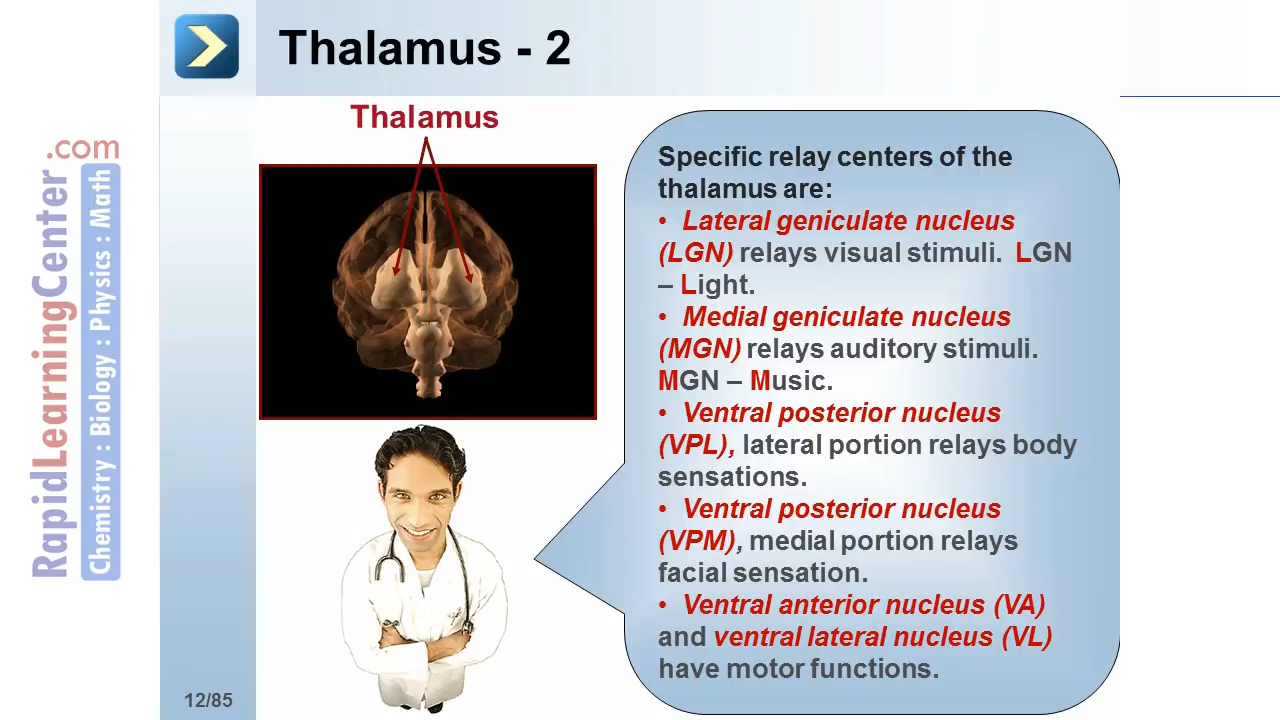 Thalamus - 2
Thalamus
Specific relay centers of the
thalamus are:
• Lateral geniculate nucleus
(LGN) relays visual stimuli. LGN
– Light.
• Medial geniculate nucleus
(MGN) relays auditory stimuli.
MGN – Music.
• Ventral posterior nucleus
(VPL), lateral portion relays body
sensations.
• Ventral posterior nucleus
(VPM), medial portion relays
facial sensation.
• Ventral anterior nucleus (VA)
and ventral lateral nucleus (VL)
have motor functions.
12/85
RapidLearningCenter.com
Chemistry : Biology : Physics : Math